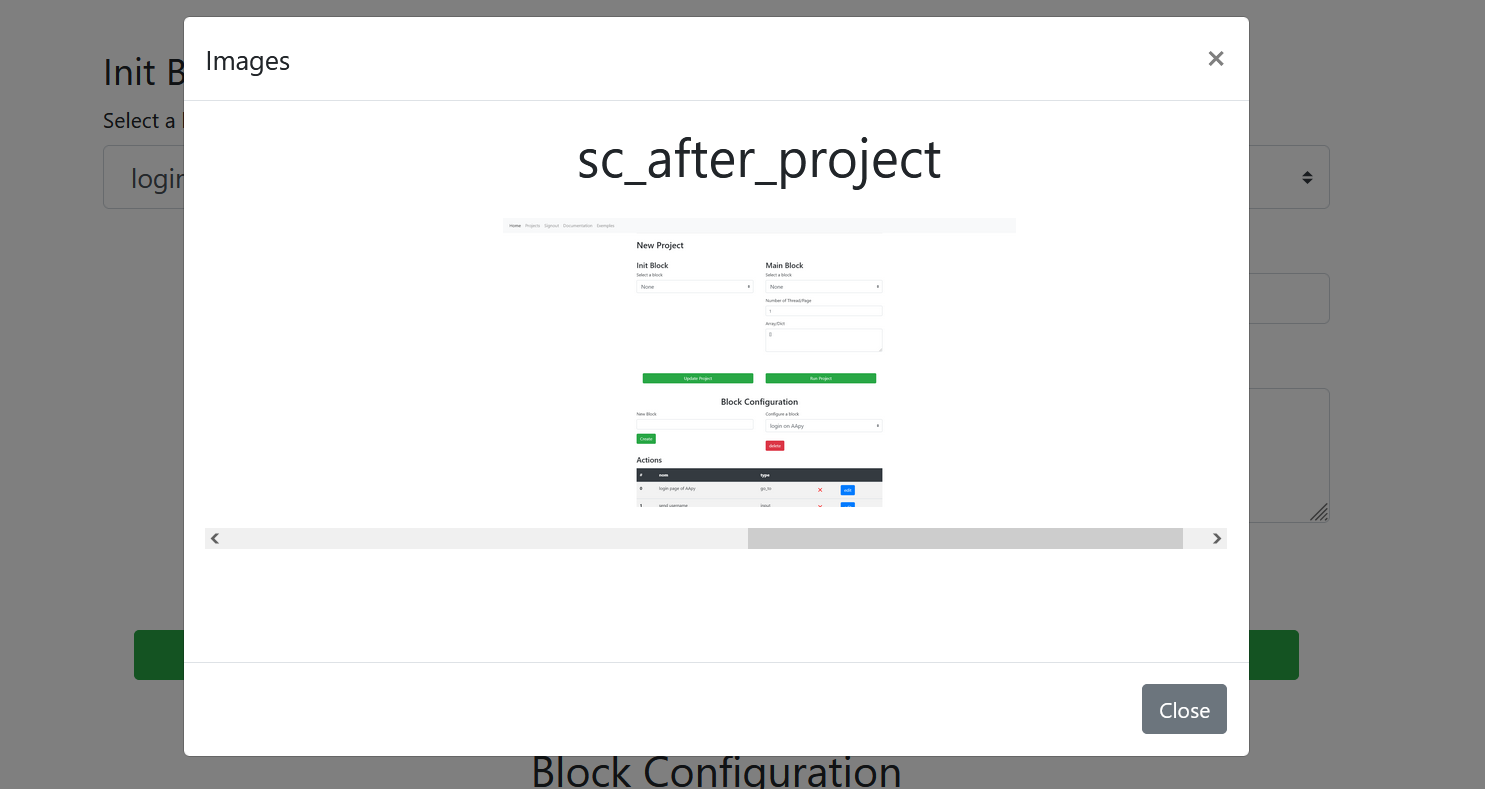 Init B
Select a
login
Images ×
sc_after_project
Home Projects Signout Documentation Examples
New Project
Init Block Main Block
Select a block Select a block
None None
Number of Thread/Page
1
Array/Dict
[]
Update Project Run Project
Block Configuration
New Block Configure a block
login on AApy
Create delete
Actions
# name type
0 login page of AApy go_to × edit
1 send username input ×
Close
Block Configuration